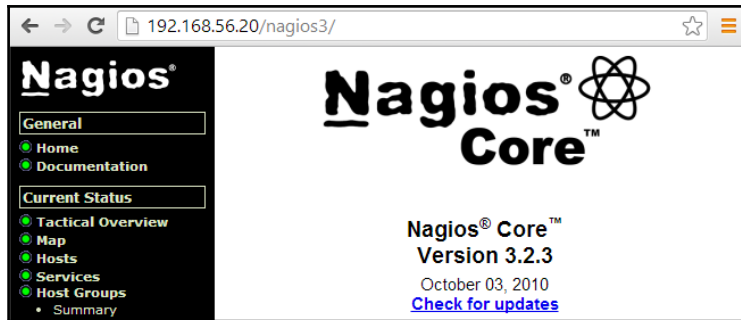 192.168.56.20/nagios3/
Nagios®
General
Home
Documentation
Current Status
Tactical Overview
Map
Hosts
Services
Host Groups
• Summary
Nagios®
Core™
Nagios® Core™
Version 3.2.3
October 03, 2010
Check for updates